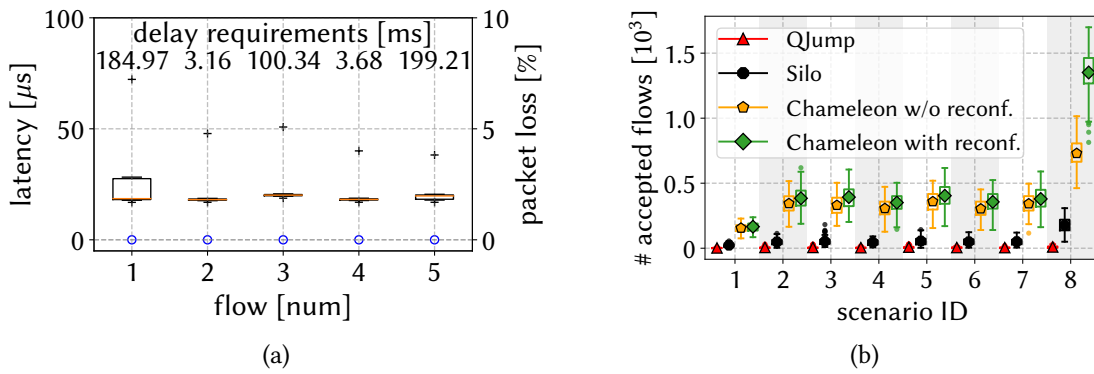 delay requirements [ms]
184.97 3.16 100.34 3.68 199.21
100
50
0
latency [μs]
10
5
0
packet loss [%]
1 2 3 4 5
flow [num]
(a)
# accepted flows [10³]
1.5
1.0
0.5
0
QJump
Silo
Chameleon w/o reconf.
Chameleon with reconf.
1 2 3 4 5 6 7 8
scenario ID
(b)